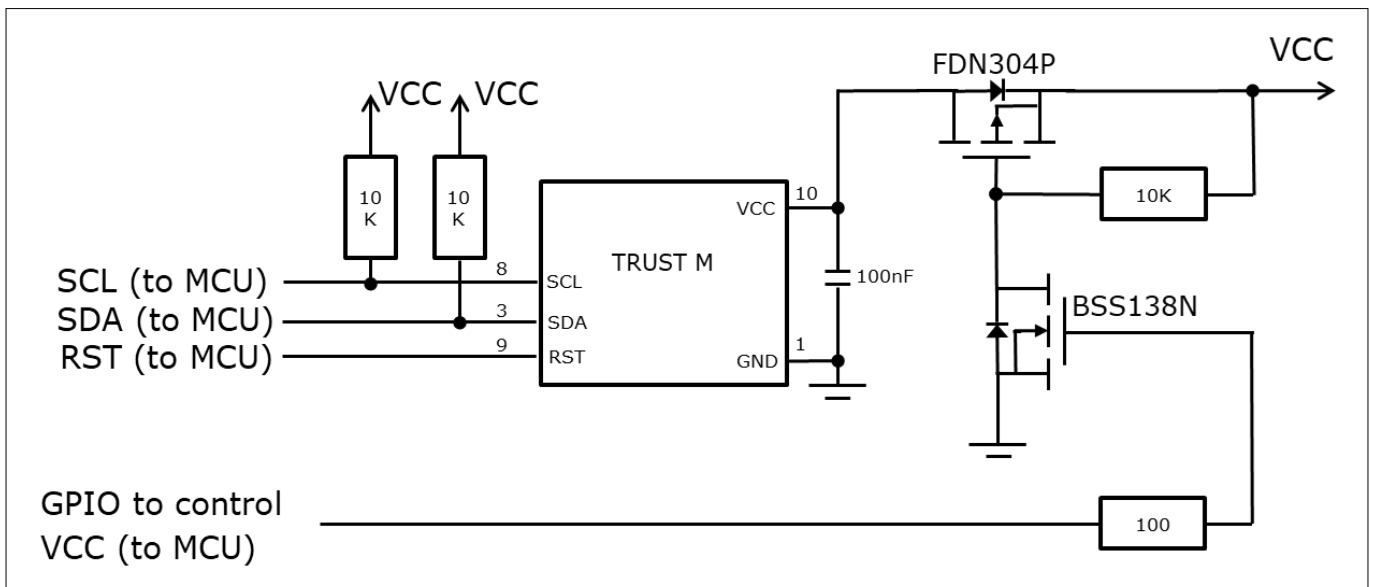 VCC
FDN304P
VCC VCC
10
K
10
K
10K
10
VCC
TRUST M
100nF
8
SCL
SCL (to MCU)
BSS138N
3
SDA
SDA (to MCU)
9
RST
RST (to MCU)
1
GND
GPIO to control
VCC (to MCU)
100